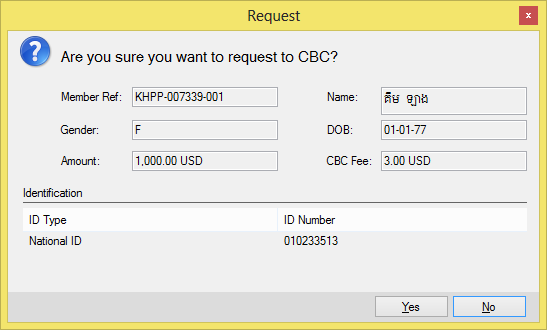 Request
Are you sure you want to request to CBC?
Member Ref: KHPP-007339-001 Name: គឹម ឡាង
Gender: F DOB: 01-01-77
Amount: 1,000.00 USD CBC Fee: 3.00 USD
Identification
ID Type ID Number
National ID 010233513
Yes No